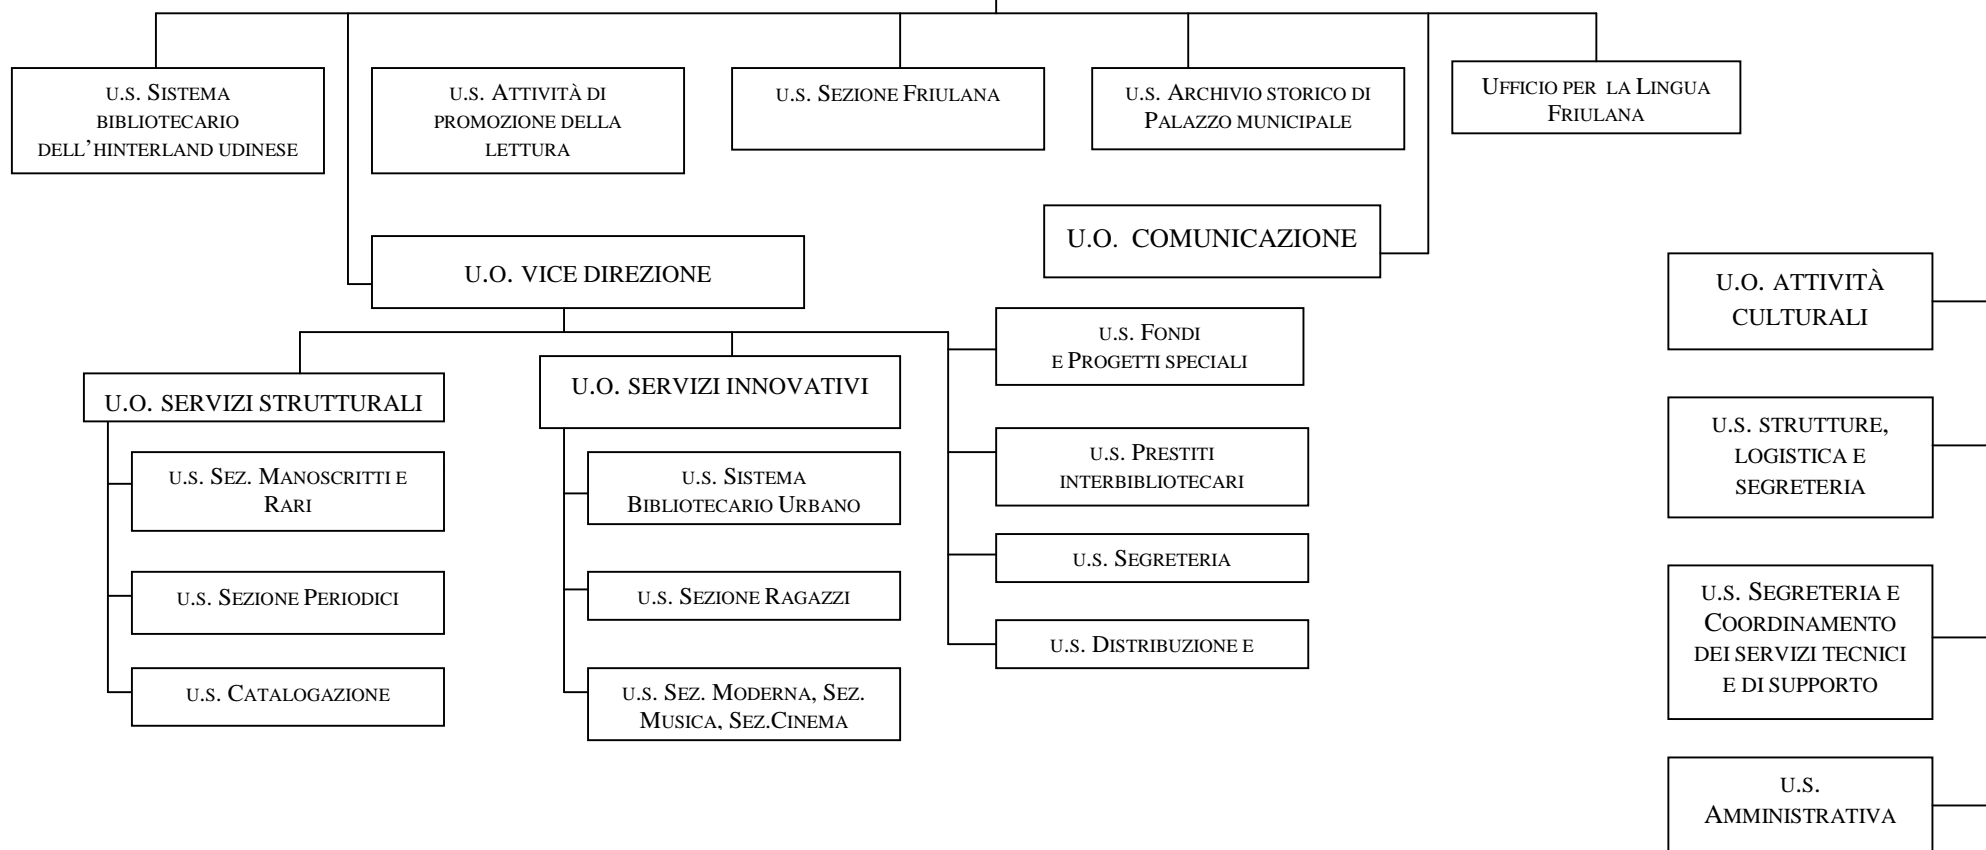 U.S. SISTEMA
BIBLIOTECARIO
DELL'HINTERLAND UDINESE
U.S. ATTIVITÀ DI
PROMOZIONE DELLA
LETTURA
U.S. SEZIONE FRIULANA
U.S. ARCHIVIO STORICO DI
PALAZZO MUNICIPALE
UFFICIO PER LA LINGUA
FRIULANA
U.O. COMUNICAZIONE
U.O. VICE DIREZIONE
U.O. SERVIZI STRUTTURALI
U.S. SEZ. MANOSCRITTI E
RARI
U.S. SEZIONE PERIODICI
U.S. CATALOGAZIONE
U.O. SERVIZI INNOVATIVI
U.S. SISTEMA
BIBLIOTECARIO URBANO
U.S. SEZIONE RAGAZZI
U.S. SEZ. MODERNA, SEZ.
MUSICA, SEZ.CINEMA
U.S. FONDI
E PROGETTI SPECIALI
U.S. PRESTITI
INTERBIBLIOTECARI
U.S. SEGRETERIA
U.S. DISTRIBUZIONE E
U.O. ATTIVITÀ
CULTURALI
U.S. STRUTTURE,
LOGISTICA E
SEGRETERIA
U.S. SEGRETERIA E
COORDINAMENTO
DEI SERVIZI TECNICI
E DI SUPPORTO
U.S.
AMMINISTRATIVA